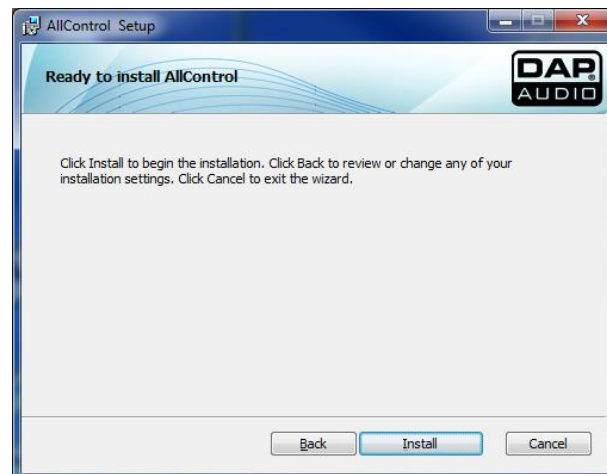 AllControl Setup
Ready to install AllControl
DAP
AUDIO
Click Install to begin the installation. Click Back to review or change any of your
installation settings. Click Cancel to exit the wizard.
Back
Install
Cancel